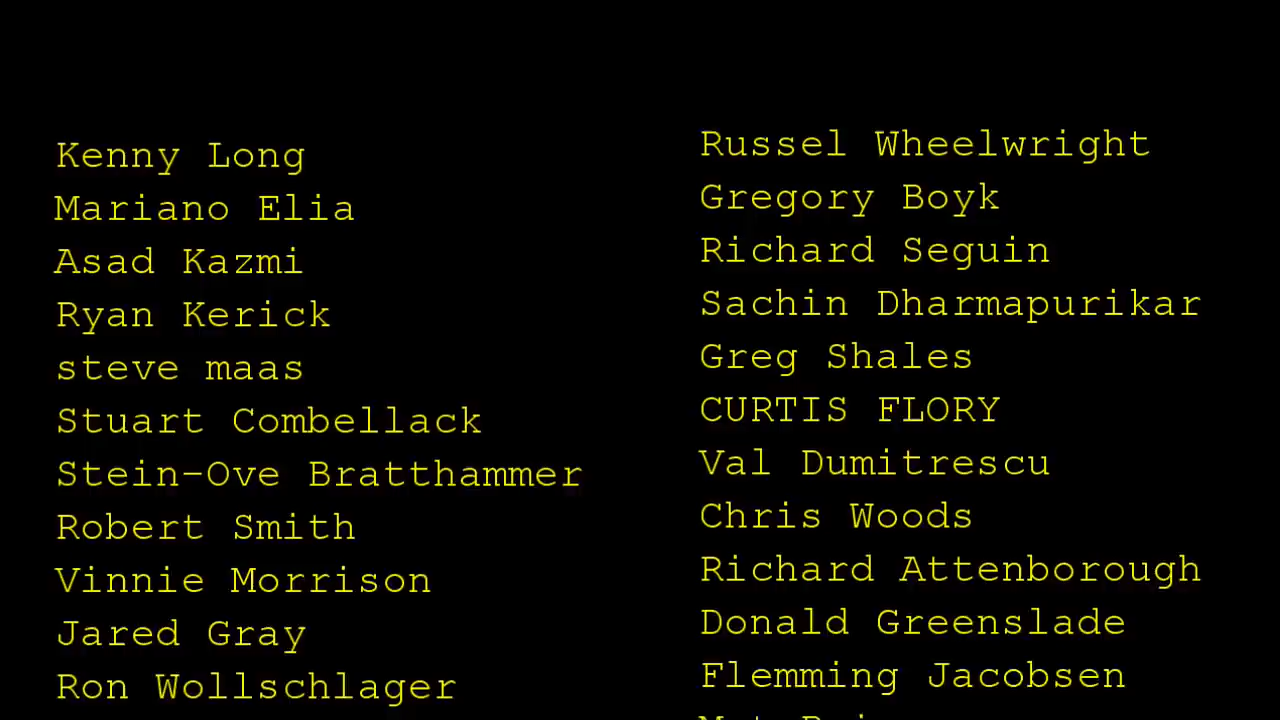 Kenny Long
Mariano Elia
Asad Kazmi
Ryan Kerick
steve maas
Stuart Combellack
Stein-Ove Bratthammer
Robert Smith
Vinnie Morrison
Jared Gray
Ron Wollschlager
Russel Wheelwright
Gregory Boyk
Richard Seguin
Sachin Dharmapurikar
Greg Shales
CURTIS FLORY
Val Dumitrescu
Chris Woods
Richard Attenborough
Donald Greenslade
Flemming Jacobsen